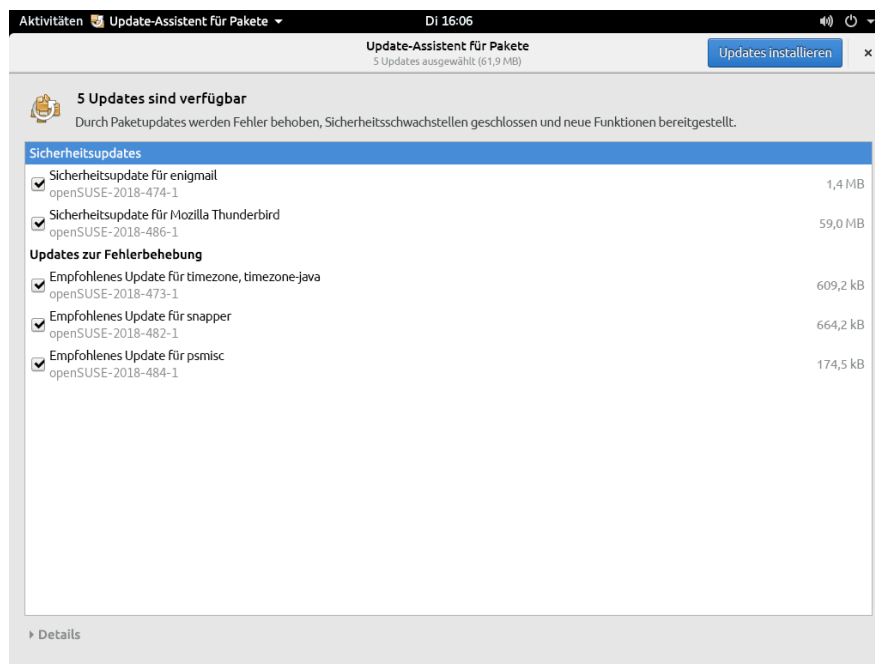 Aktivitäten Update-Assistent für Pakete Di 16:06
Update-Assistent für Pakete
5 Updates ausgewählt (61,9 MB)
Updates installieren
5 Updates sind verfügbar
Durch Paketupdates werden Fehler behoben, Sicherheitsschwachstellen geschlossen und neue Funktionen bereitgestellt.
Sicherheitsupdates
Sicherheitsupdate für enigmail
openSUSE-2018-474-1
1,4 MB
Sicherheitsupdate für Mozilla Thunderbird
openSUSE-2018-486-1
59,0 MB
Updates zur Fehlerbehebung
Empfohlenes Update für timezone, timezone-java
openSUSE-2018-473-1
609,2 kB
Empfohlenes Update für snapper
openSUSE-2018-482-1
664,2 kB
Empfohlenes Update für psmisc
openSUSE-2018-484-1
174,5 kB
Details